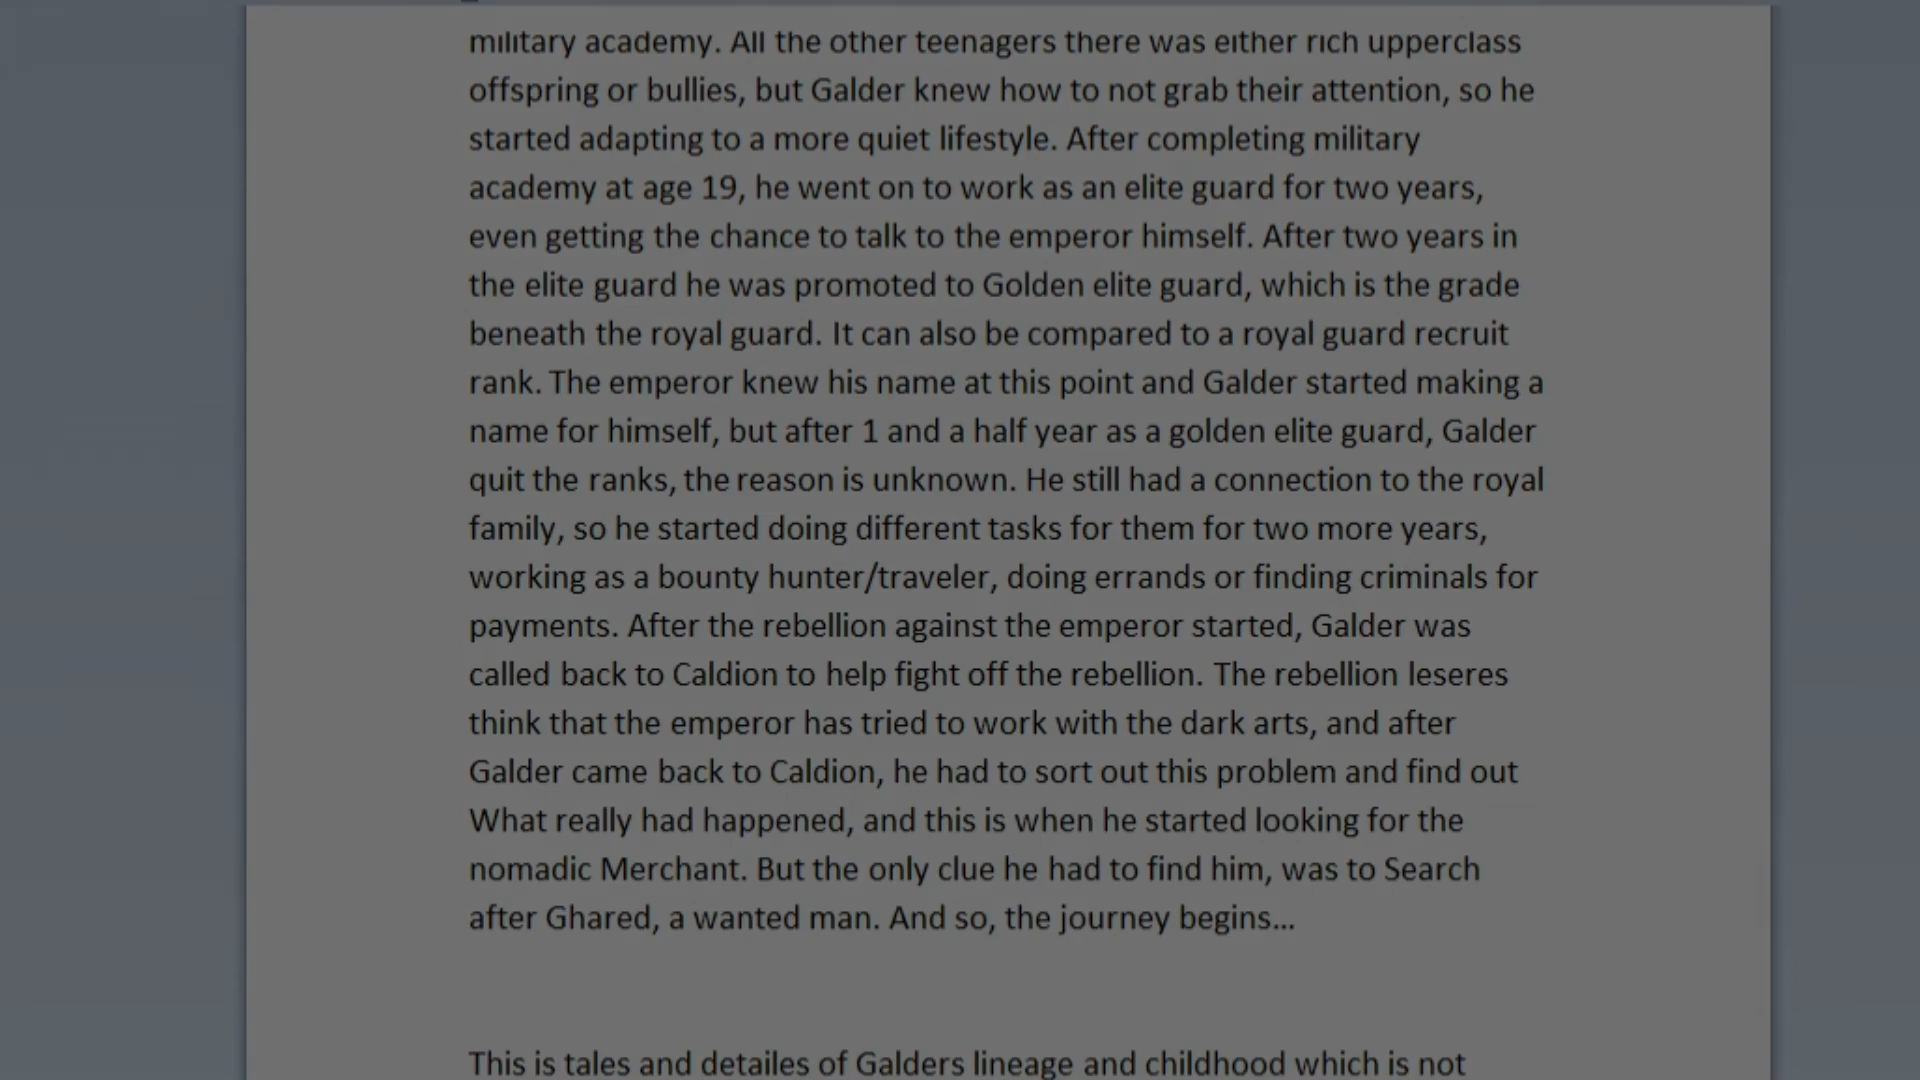 military academy. All the other teenagers there was either rich upperclass
offspring or bullies, but Galder knew how to not grab their attention, so he
started adapting to a more quiet lifestyle. After completing military
academy at age 19, he went on to work as an elite guard for two years,
even getting the chance to talk to the emperor himself. After two years in
the elite guard he was promoted to Golden elite guard, which is the grade
beneath the royal guard. It can also be compared to a royal guard recruit
rank. The emperor knew his name at this point and Galder started making a
name for himself, but after 1 and a half year as a golden elite guard, Galder
quit the ranks, the reason is unknown. He still had a connection to the royal
family, so he started doing different tasks for them for two more years,
working as a bounty hunter/traveler, doing errands or finding criminals for
payments. After the rebellion against the emperor started, Galder was
called back to Caldion to help fight off the rebellion. The rebellion leseres
think that the emperor has tried to work with the dark arts, and after
Galder came back to Caldion, he had to sort out this problem and find out
What really had happened, and this is when he started looking for the
nomadic Merchant. But the only clue he had to find him, was to Search
after Ghared, a wanted man. And so, the journey begins...
This is tales and detailes of Galders lineage and childhood which is not